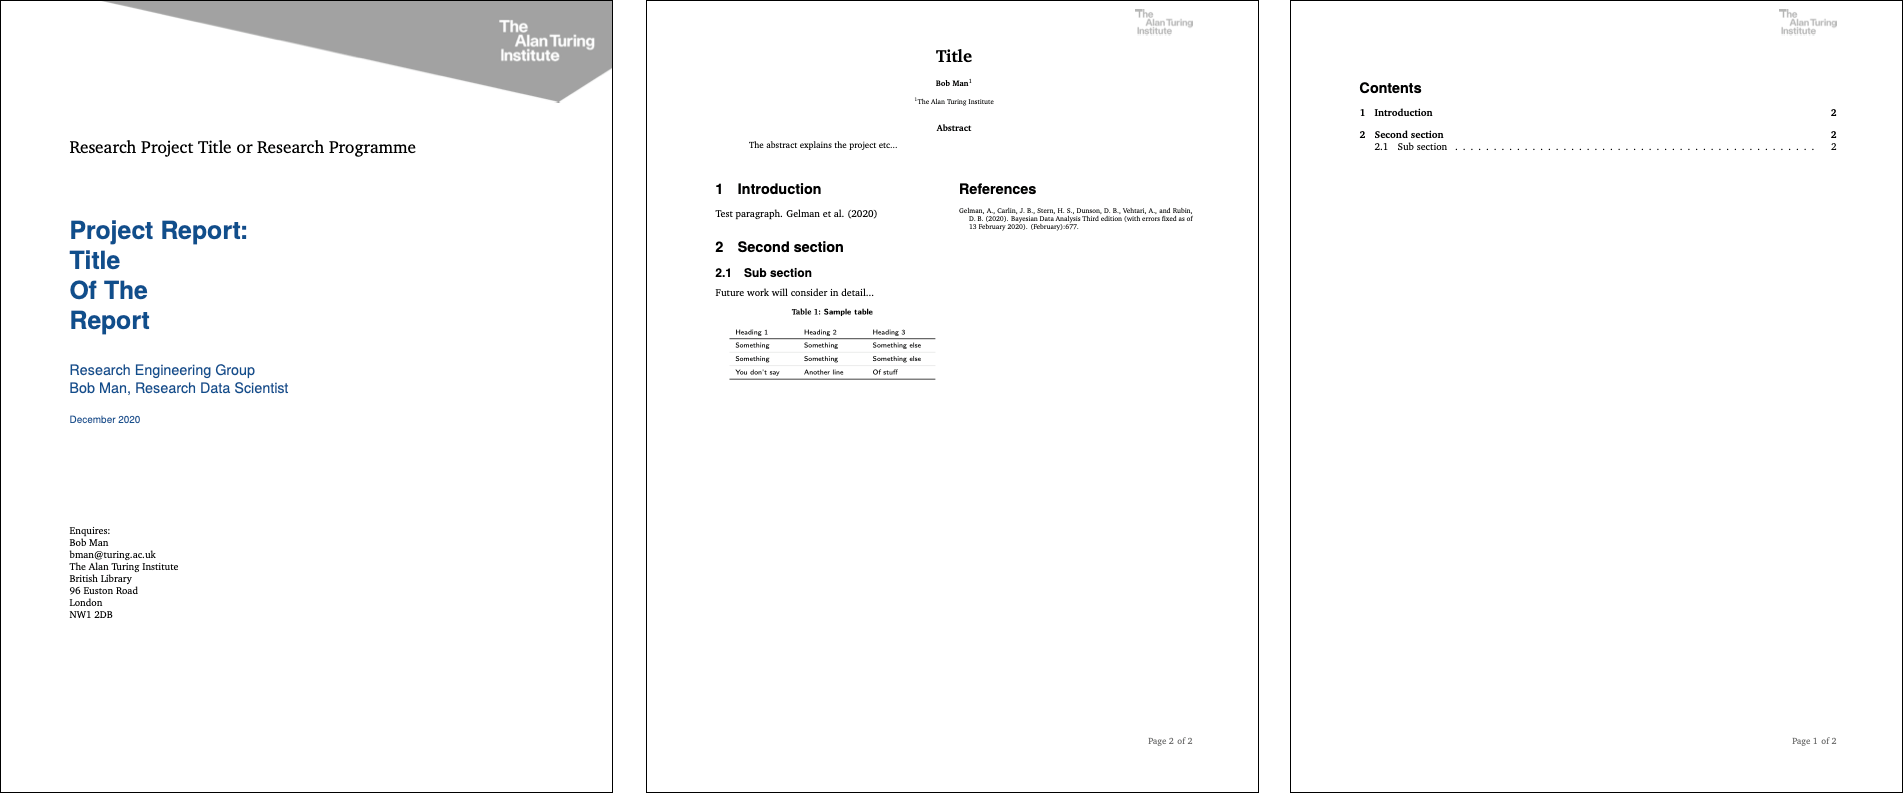 The
Alan Turing
Institute
Research Project Title or Research Programme
Project Report:
Title
Of The
Report
Research Engineering Group
Bob Man, Research Data Scientist
December 2020
Enquires:
Bob Man
bman@turing.ac.uk
The Alan Turing Institute
British Library
96 Euston Road
London
NW1 2DB
The
Alan Turing
Institute
Title
Bob Man1
1The Alan Turing Institute
Abstract
The abstract explains the project etc...
1 Introduction
Test paragraph. Gelman et al. (2020)
2 Second section
2.1 Sub section
Future work will consider in detail...
Table 1: Sample table
Heading 1 Heading 2 Heading 3
Something Something Something else
Something Something Something else
You don't say Another line Of stuff
References
Gelman, A., Carlin, J. B., Stern, H. S., Dunson, D. B., Vehtari, A., and Rubin,
D. B. (2020). Bayesian Data Analysis Third edition (with errors fixed as of
13 February 2020). (February):677.
Page 2 of 2
The
Alan Turing
Institute
Contents
1 Introduction 2
2 Second section 2
2.1 Sub section . . . . . . . . . . . . . . . . . . . . . . . . . . . . . . . . . . . . . . . . . . . . . . . 2
Page 1 of 2